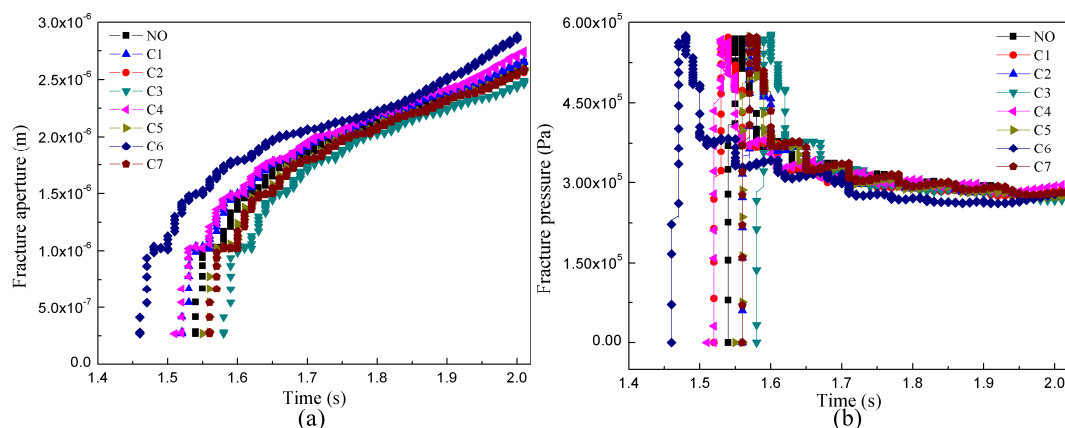 3.0x10⁻⁶
2.5x10⁻⁶
2.0x10⁻⁶
1.5x10⁻⁶
1.0x10⁻⁶
5.0x10⁻⁷
0.0
Fracture aperture (m)
NO
C1
C2
C3
C4
C5
C6
C7
1.4 1.5 1.6 1.7 1.8 1.9 2.0
Time (s)
(a)
6.00x10⁵
4.50x10⁵
3.00x10⁵
1.50x10⁵
0.00
Fracture pressure (Pa)
NO
C1
C2
C3
C4
C5
C6
C7
1.4 1.5 1.6 1.7 1.8 1.9 2.0
Time (s)
(b)